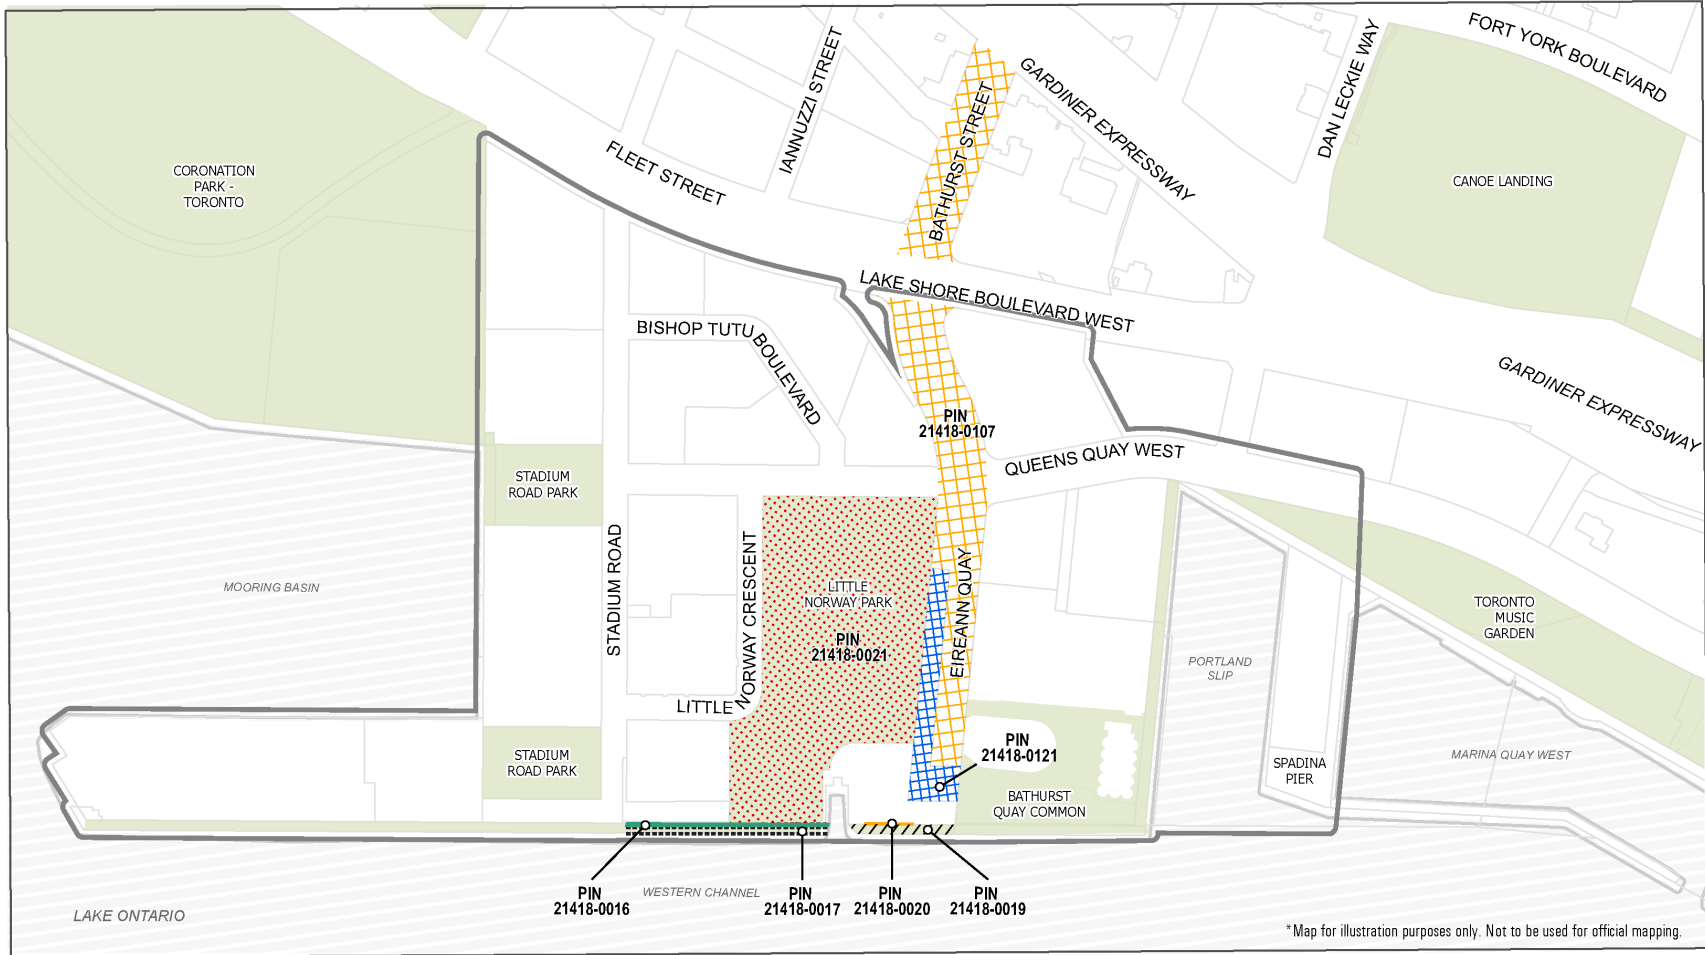 FORT YORK BOULEVARD
DAN LECKIE WAY
IANNUZZI STREET
GARDINER EXPRESSWAY
BATHURST STREET
FLEET STREET
CORONATION
PARK -
TORONTO
CANOE LANDING
LAKE SHORE BOULEVARD WEST
BISHOP TUTU BOULEVARD
GARDINER EXPRESSWAY
PIN
21418-0107
QUEENS QUAY WEST
STADIUM
ROAD PARK
STADIUM ROAD
NORWAY CRESCENT
LITTLE
NORWAY PARK
EIREANN QUAY
MOORING BASIN
TORONTO
MUSIC
GARDEN
PIN
21418-0021
PORTLAND
SLIP
LITTLE
PIN
21418-0121
STADIUM
ROAD PARK
MARINA QUAY WEST
SPADINA
PIER
BATHURST
QUAY COMMON
PIN
21418-0016
WESTERN CHANNEL
PIN
21418-0017
PIN
21418-0020
PIN
21418-0019
LAKE ONTARIO
*Map for illustration purposes only. Not to be used for official mapping.